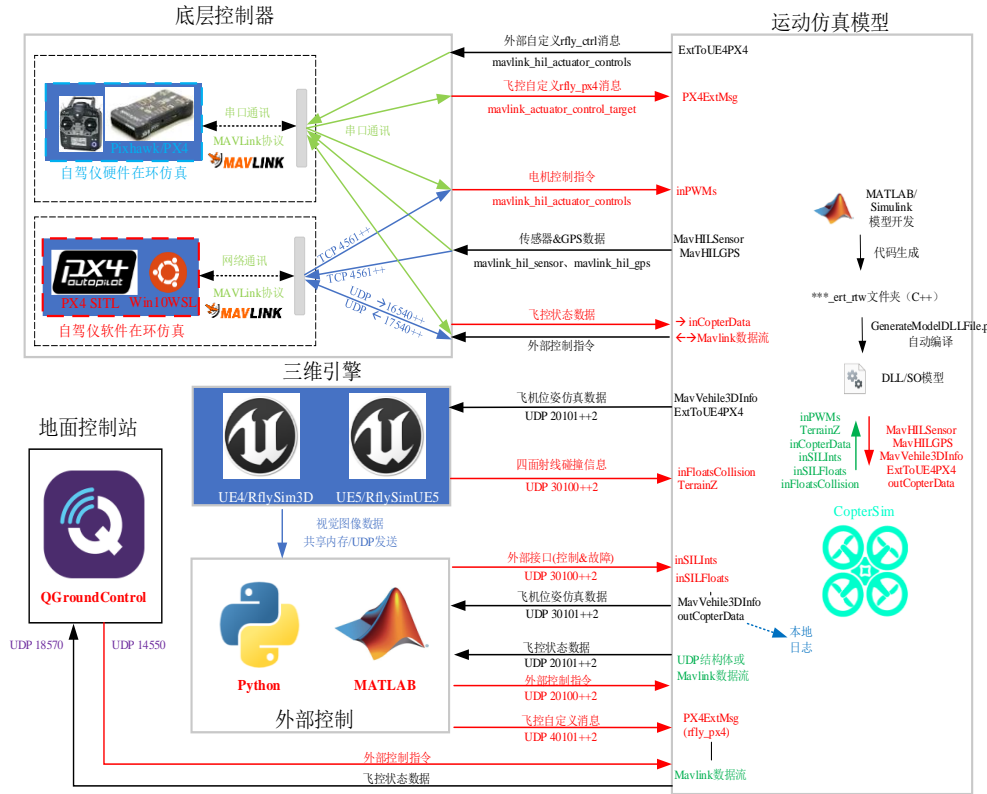 底层控制器
运动仿真模型
外部自定义rfly_ctrl消息
mavlink_hil_actuator_controls
ExtToUE4PX4
飞控自定义rfly_px4消息
mavlink_actuator_control_target
PX4ExtMsg
串口通讯
MAVLink协议
MAVLINK
Pixhawk PX4
自驾仪硬件在环仿真
串口通讯
电机控制指令
mavlink_hil_actuator_controls
inPWMs
MATLAB/
Simulink
模型开发
代码生成
传感器&GPS数据
mavlink_hil_sensor、mavlink_hil_gps
MavHILSensor
MavHILGPS
TCP 4561++
TCP 4561++
UDP →16540++
UDP ←17540++
px4
autopilot
PX4 SITL
Win10WSL
自驾仪软件在环仿真
网络通讯
MAVLink协议
MAVLINK
飞控状态数据
外部控制指令
→ inCopterData
←→Mavlink数据流
***_ert_rtw文件夹（C++）
GenerateModelDLLFile.p
自动编译
DLL/SO模型
三维引擎
飞机位姿仿真数据
UDP 20101++2
MavVehile3DInfo
ExtToUE4PX4
四面射线碰撞信息
UDP 30100++2
inFloatsCollision
TerrainZ
UE4/RflySim3D
UE5/RflySimUE5
inPWMs
TerrainZ
inCopterData
inSILInts
inSILFloats
inFloatsCollision
MavHILSensor
MavHILGPS
MavVehile3DInfo
ExtToUE4PX4
outCopterData
CopterSim
地面控制站
QGroundControl
UDP 18570
UDP 14550
视觉图像数据
共享内存/UDP发送
Python
MATLAB
外部控制
外部接口(控制&故障)
UDP 30100++2
inSILInts
inSILFloats
飞机位姿仿真数据
UDP 30101++2
MavVehile3DInfo
outCopterData
本地
日志
飞控状态数据
UDP 20101++2
UDP结构体或
Mavlink数据流
外部控制指令
UDP 20100++2
飞控自定义消息
UDP 40101++2
PX4ExtMsg
(rfly_px4)
外部控制指令
飞控状态数据
Mavlink数据流